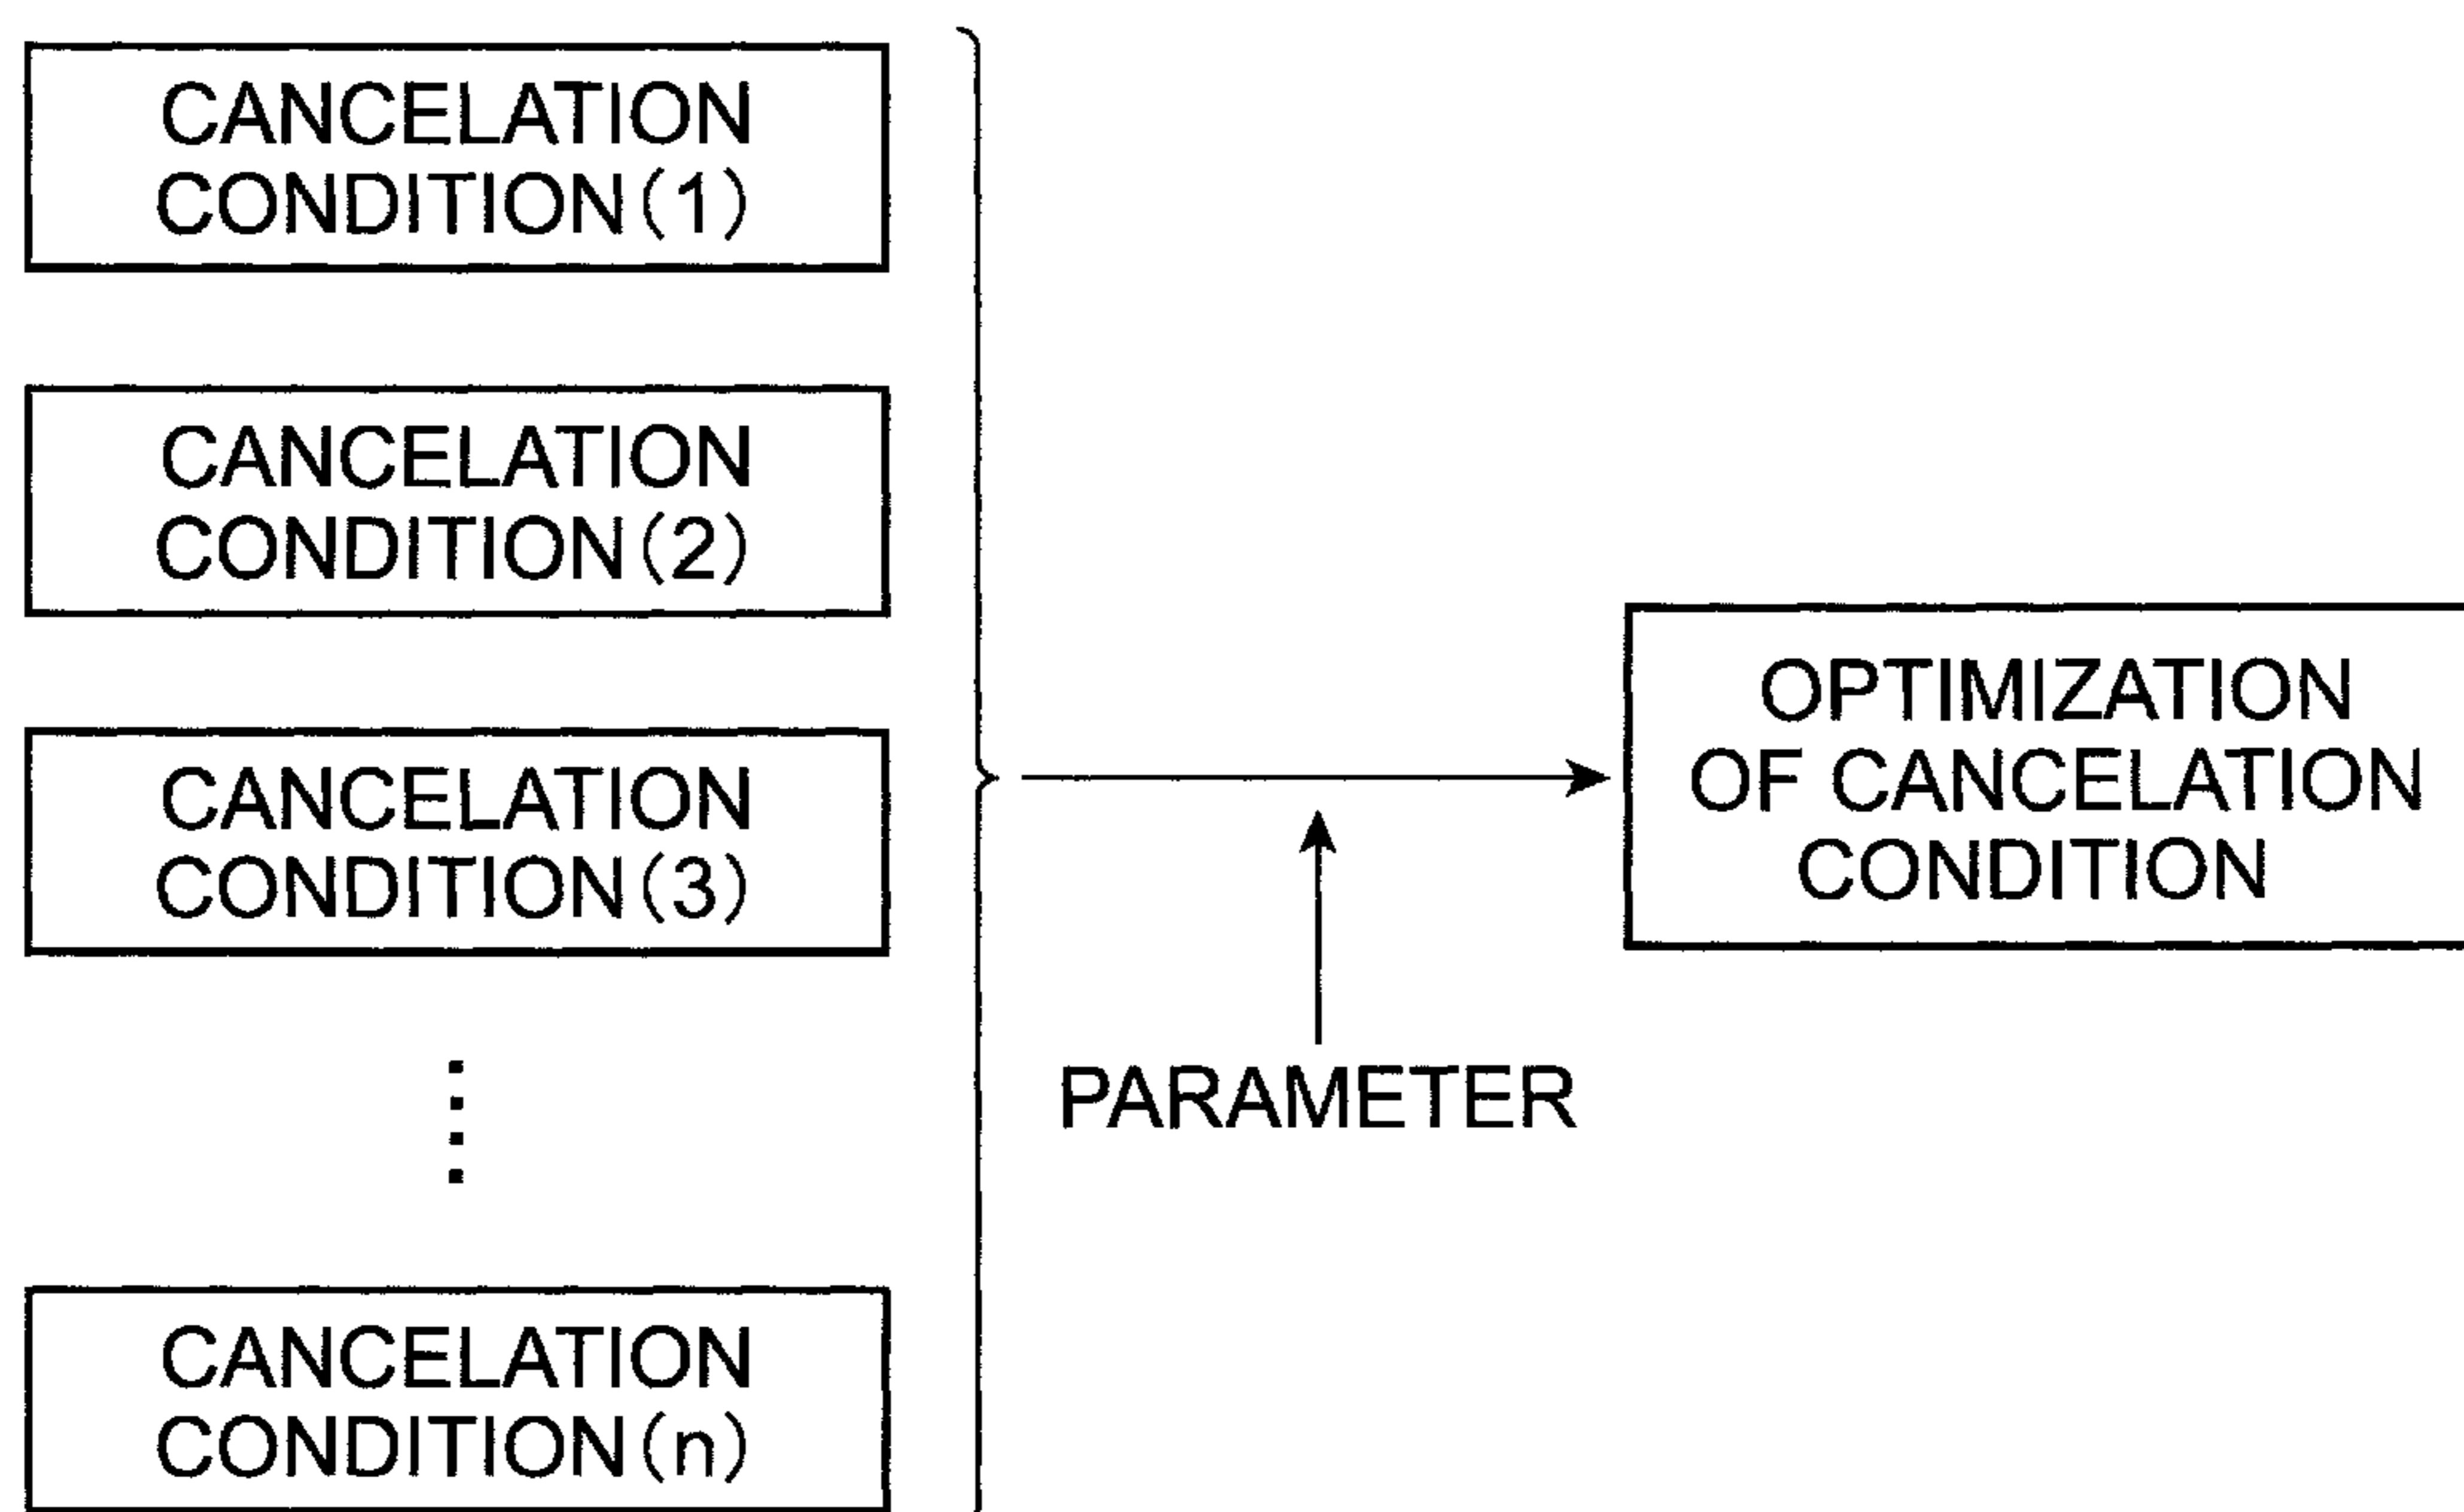 CANCELATION
CONDITION(1)
CANCELATION
CONDITION(2)
CANCELATION
CONDITION(3)
CANCELATION
CONDITION(n)
PARAMETER
OPTIMIZATION
OF CANCELATION
CONDITION